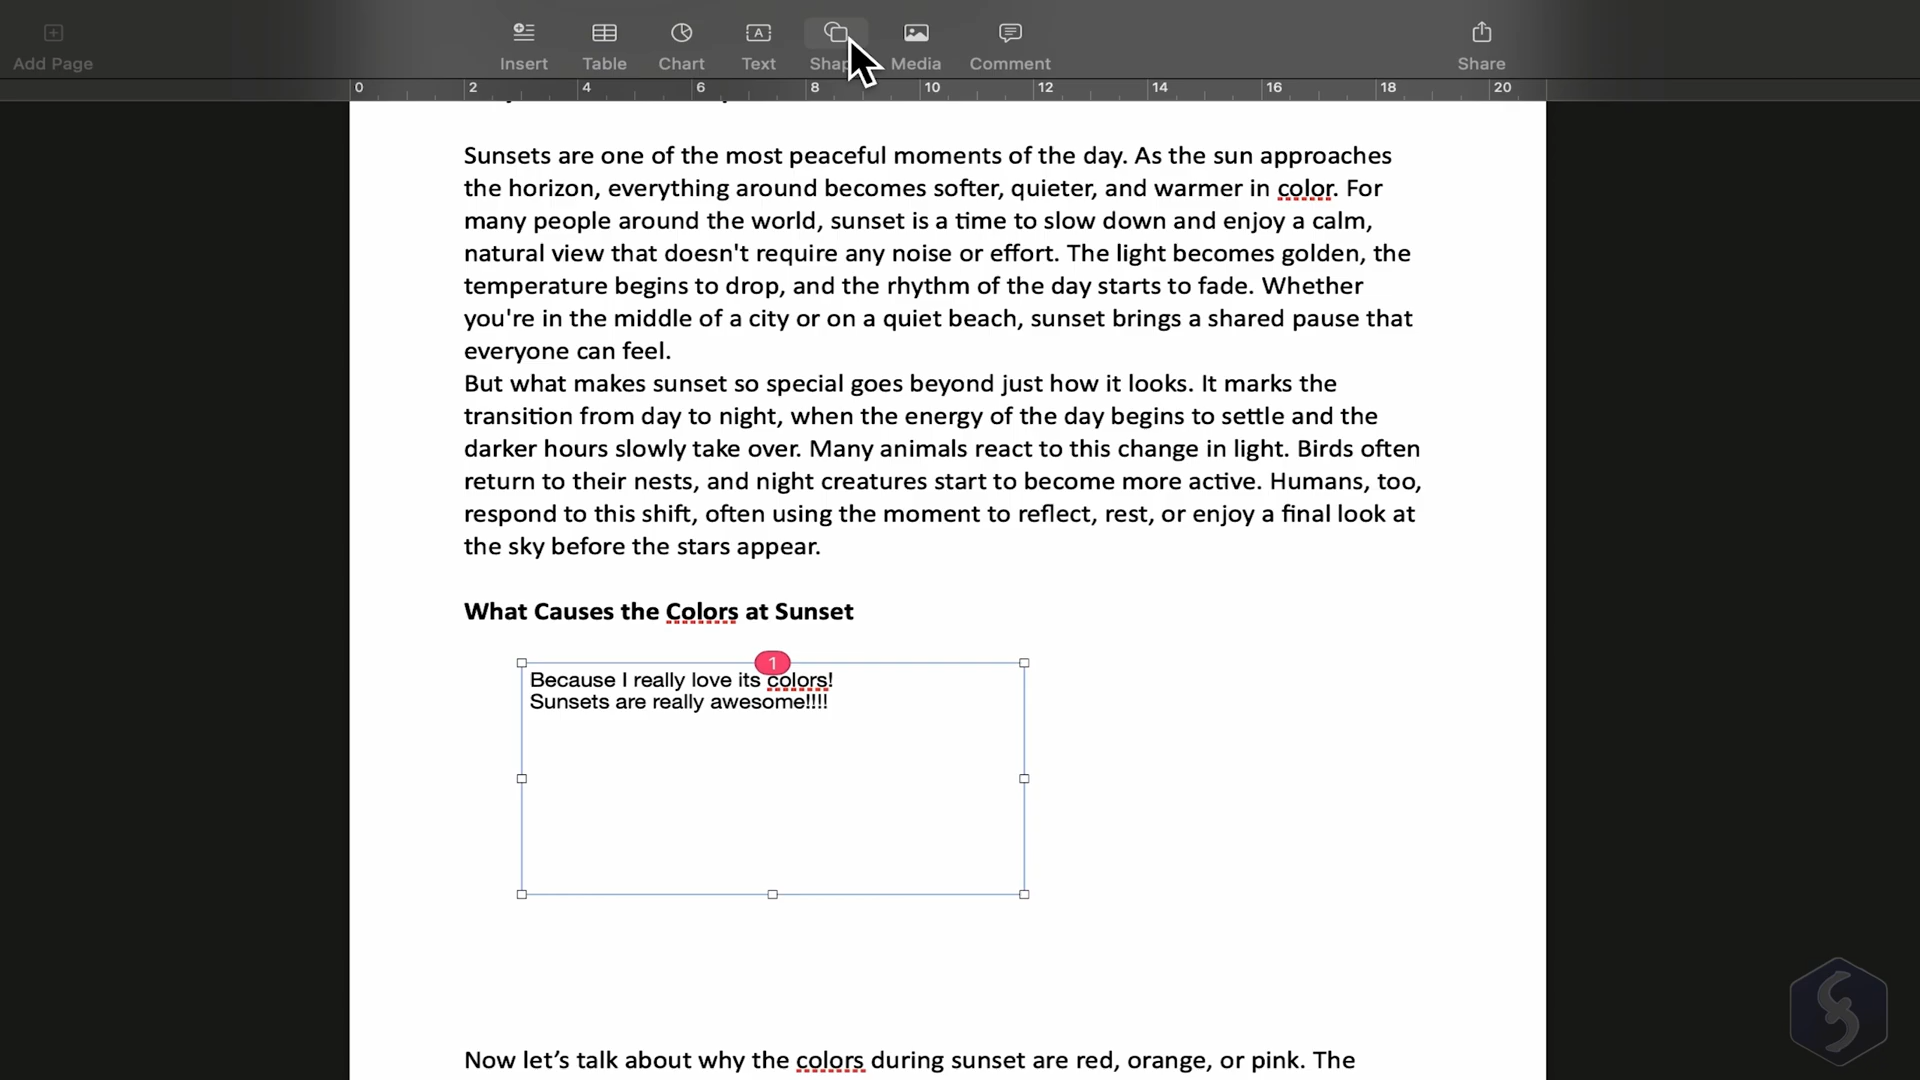 Add Page
Insert
Table
Chart
Text
Media
Comment
Share
0 2 4 6 8 10 12 14 16 18 20
Sunsets are one of the most peaceful moments of the day. As the sun approaches
the horizon, everything around becomes softer, quieter, and warmer in color. For
many people around the world, sunset is a time to slow down and enjoy a calm,
natural view that doesn't require any noise or effort. The light becomes golden, the
temperature begins to drop, and the rhythm of the day starts to fade. Whether
you're in the middle of a city or on a quiet beach, sunset brings a shared pause that
everyone can feel.
But what makes sunset so special goes beyond just how it looks. It marks the
transition from day to night, when the energy of the day begins to settle and the
darker hours slowly take over. Many animals react to this change in light. Birds often
return to their nests, and night creatures start to become more active. Humans, too,
respond to this shift, often using the moment to reflect, rest, or enjoy a final look at
the sky before the stars appear.
What Causes the Colors at Sunset
1
Because I really love its colors!
Sunsets are really awesome!!!!
Now let’s talk about why the colors during sunset are red, orange, or pink. The